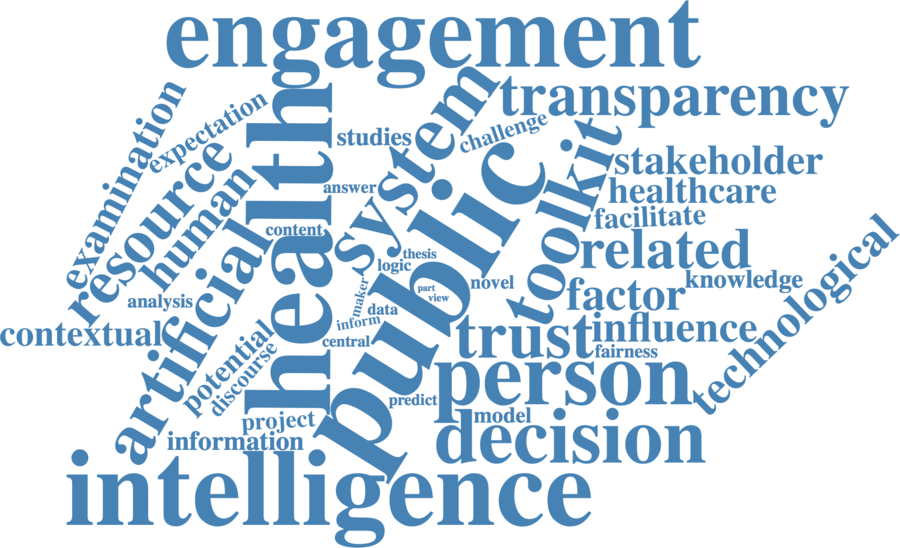 engagement
transparency
examination
expectation
studies
system
challenge
health
resource
human
answer
public
toolkit
stakeholder
healthcare
facilitate
artificial
content
thesis
logic
related
technological
analysis
maker
part
view
novel
knowledge
factor
contextual
data
inform
central
trust
influence
fairness
potential
discourse
person
predict
project
model
information
decision
intelligence